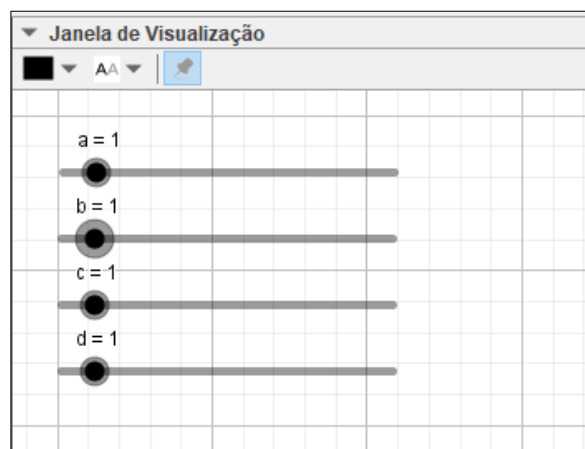 Janela de Visualização
AA
a = 1
b = 1
c = 1
d = 1